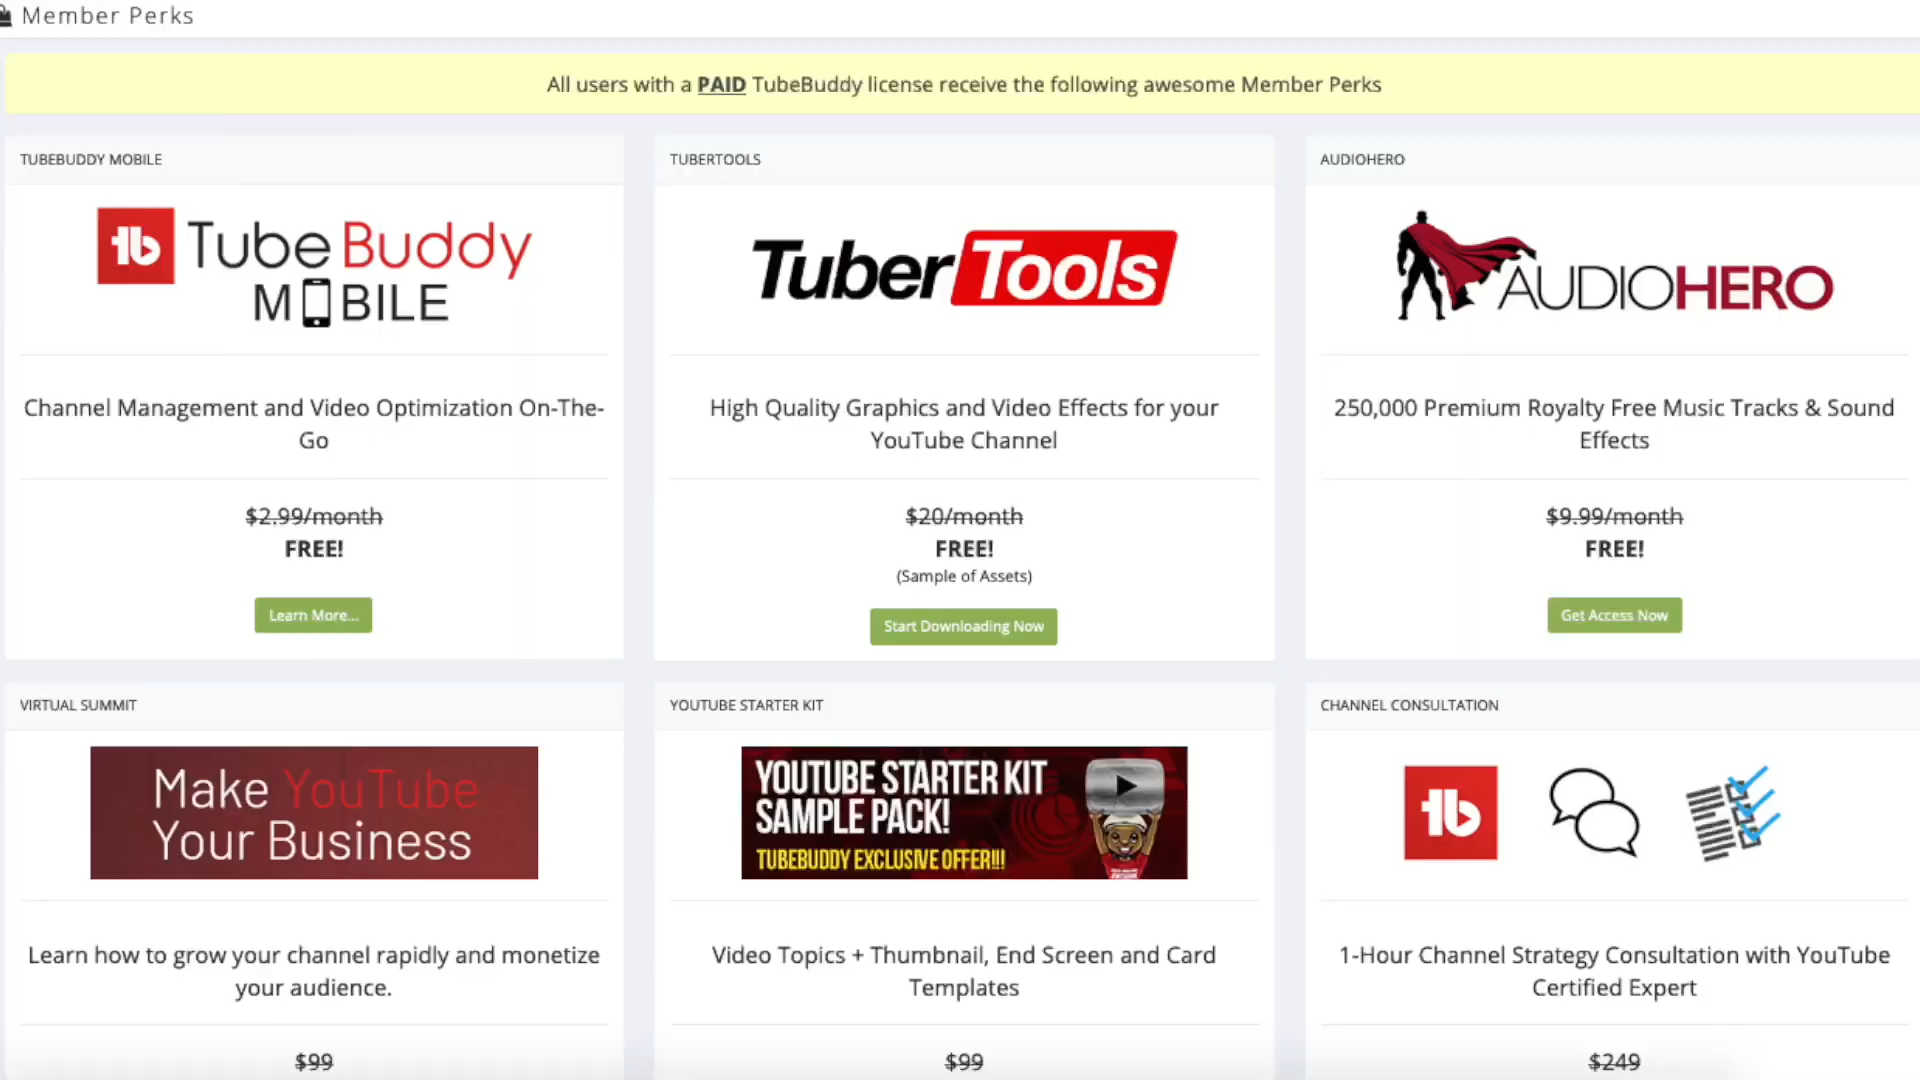 Member Perks
All users with a PAID TubeBuddy license receive the following awesome Member Perks
TUBEBUDDY MOBILE
tb TubeBuddy
MOBILE
Channel Management and Video Optimization On-The-
Go
$2.99/month
FREE!
Learn More...
TUBERTOOLS
TuberTools
High Quality Graphics and Video Effects for your
YouTube Channel
$20/month
FREE!
(Sample of Assets)
Start Downloading Now
AUDIOHERO
AUDIOHERO
250,000 Premium Royalty Free Music Tracks & Sound
Effects
$9.99/month
FREE!
Get Access Now
VIRTUAL SUMMIT
Make YouTube
Your Business
Learn how to grow your channel rapidly and monetize
your audience.
$99
YOUTUBE STARTER KIT
YOUTUBE STARTER KIT
SAMPLE PACK!
TUBEBUDDY EXCLUSIVE OFFER!!!
Video Topics + Thumbnail, End Screen and Card
Templates
$99
CHANNEL CONSULTATION
tb
1-Hour Channel Strategy Consultation with YouTube
Certified Expert
$249